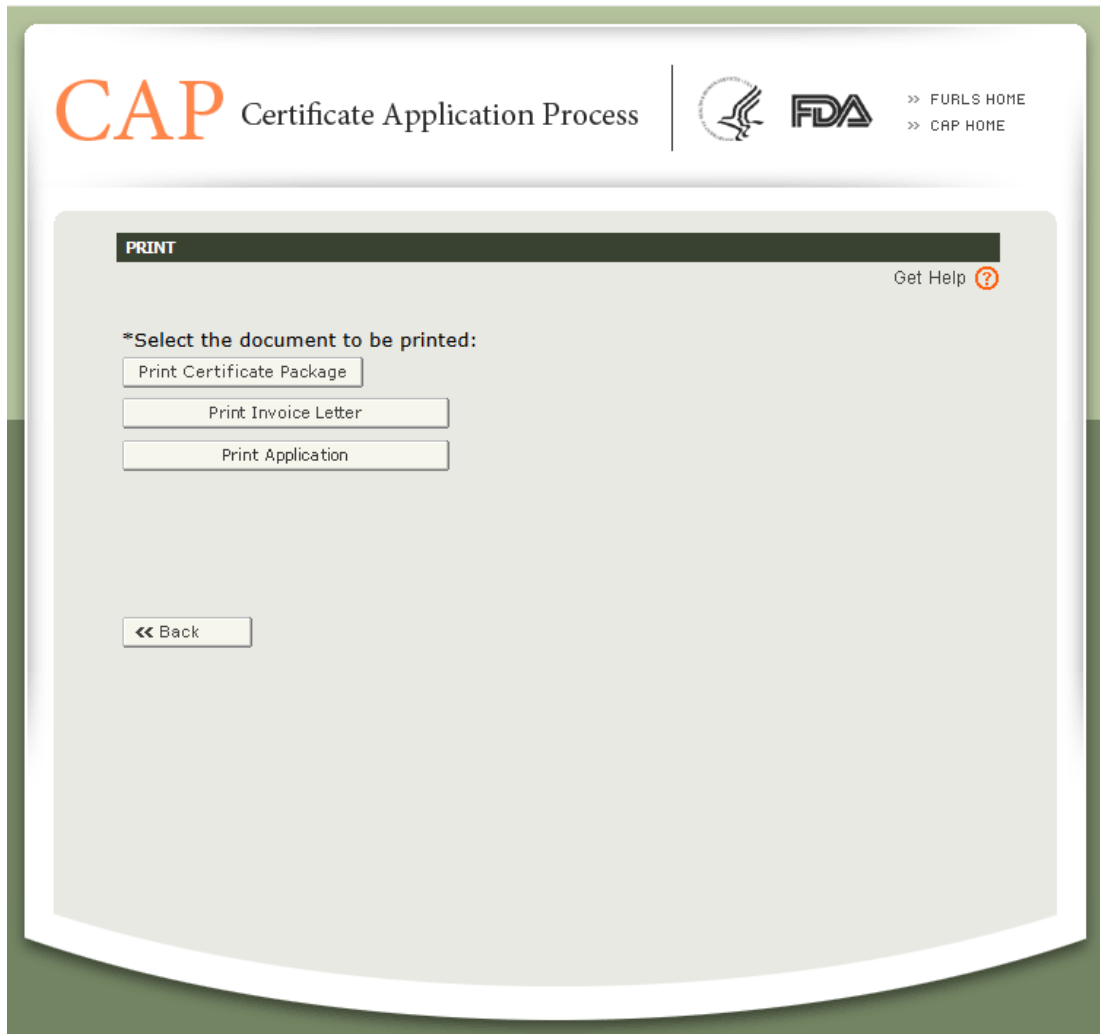 CAP Certificate Application Process
FDA
>> FURLS HOME
>> CAP HOME
PRINT
Get Help ?
*Select the document to be printed:
Print Certificate Package
Print Invoice Letter
Print Application
<< Back